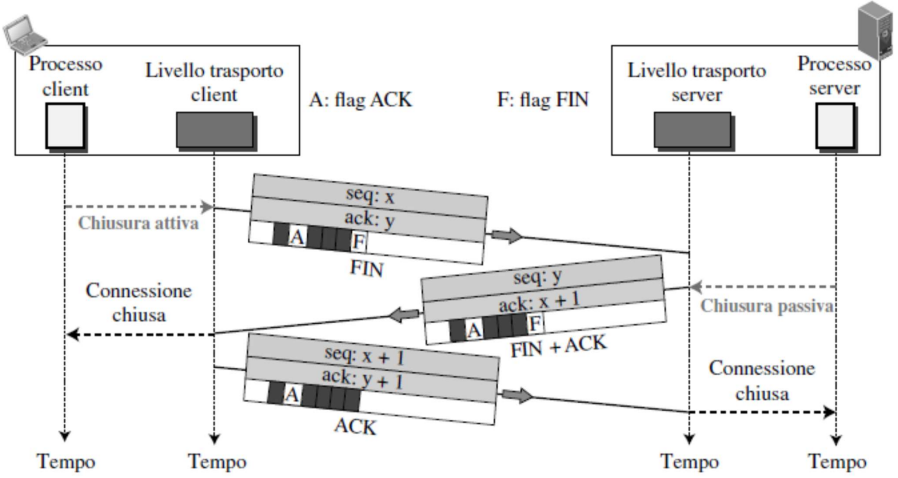 Processo
client
Livello trasporto
client
A: flag ACK
F: flag FIN
Livello trasporto
server
Processo
server
Chiusura attiva
seq: x
ack: y
A
F
FIN
seq: y
ack: x + 1
A
F
FIN + ACK
Chiusura passiva
Connessione
chiusa
seq: x + 1
ack: y + 1
A
ACK
Connessione
chiusa
Tempo
Tempo
Tempo
Tempo